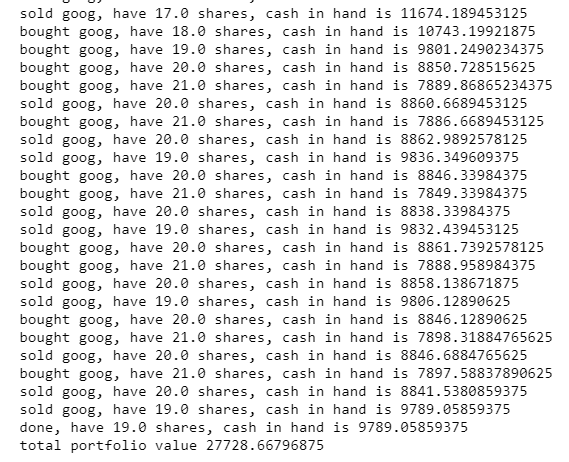 sold goog, have 17.0 shares, cash in hand is 11674.189453125
bought goog, have 18.0 shares, cash in hand is 10743.19921875
bought goog, have 19.0 shares, cash in hand is 9801.2490234375
bought goog, have 20.0 shares, cash in hand is 8850.728515625
bought goog, have 21.0 shares, cash in hand is 7889.86865234375
sold goog, have 20.0 shares, cash in hand is 8860.6689453125
bought goog, have 21.0 shares, cash in hand is 7886.6689453125
sold goog, have 20.0 shares, cash in hand is 8862.9892578125
sold goog, have 19.0 shares, cash in hand is 9836.349609375
bought goog, have 20.0 shares, cash in hand is 8846.33984375
bought goog, have 21.0 shares, cash in hand is 7849.33984375
sold goog, have 20.0 shares, cash in hand is 8838.33984375
sold goog, have 19.0 shares, cash in hand is 9832.439453125
bought goog, have 20.0 shares, cash in hand is 8861.7392578125
bought goog, have 21.0 shares, cash in hand is 7888.958984375
sold goog, have 20.0 shares, cash in hand is 8858.138671875
sold goog, have 19.0 shares, cash in hand is 9806.12890625
bought goog, have 20.0 shares, cash in hand is 8846.12890625
bought goog, have 21.0 shares, cash in hand is 7898.31884765625
sold goog, have 20.0 shares, cash in hand is 8846.6884765625
bought goog, have 21.0 shares, cash in hand is 7897.58837890625
sold goog, have 20.0 shares, cash in hand is 8841.5380859375
sold goog, have 19.0 shares, cash in hand is 9789.05859375
done, have 19.0 shares, cash in hand is 9789.05859375
total portfolio value 27728.66796875